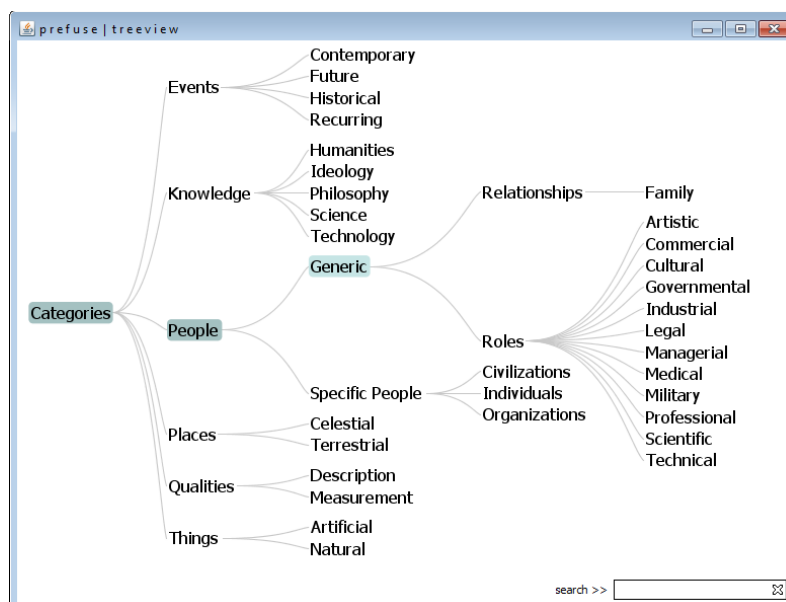 prefuse | treeview
Contemporary
Events
Future
Historical
Recurring
Humanities
Ideology
Knowledge
Philosophy
Science
Technology
Relationships
Family
Artistic
Commercial
Generic
Cultural
Governmental
Industrial
Categories
People
Roles
Legal
Managerial
Medical
Military
Professional
Scientific
Technical
Specific People
Civilizations
Individuals
Organizations
Places
Celestial
Terrestrial
Qualities
Description
Measurement
Things
Artificial
Natural
search >>